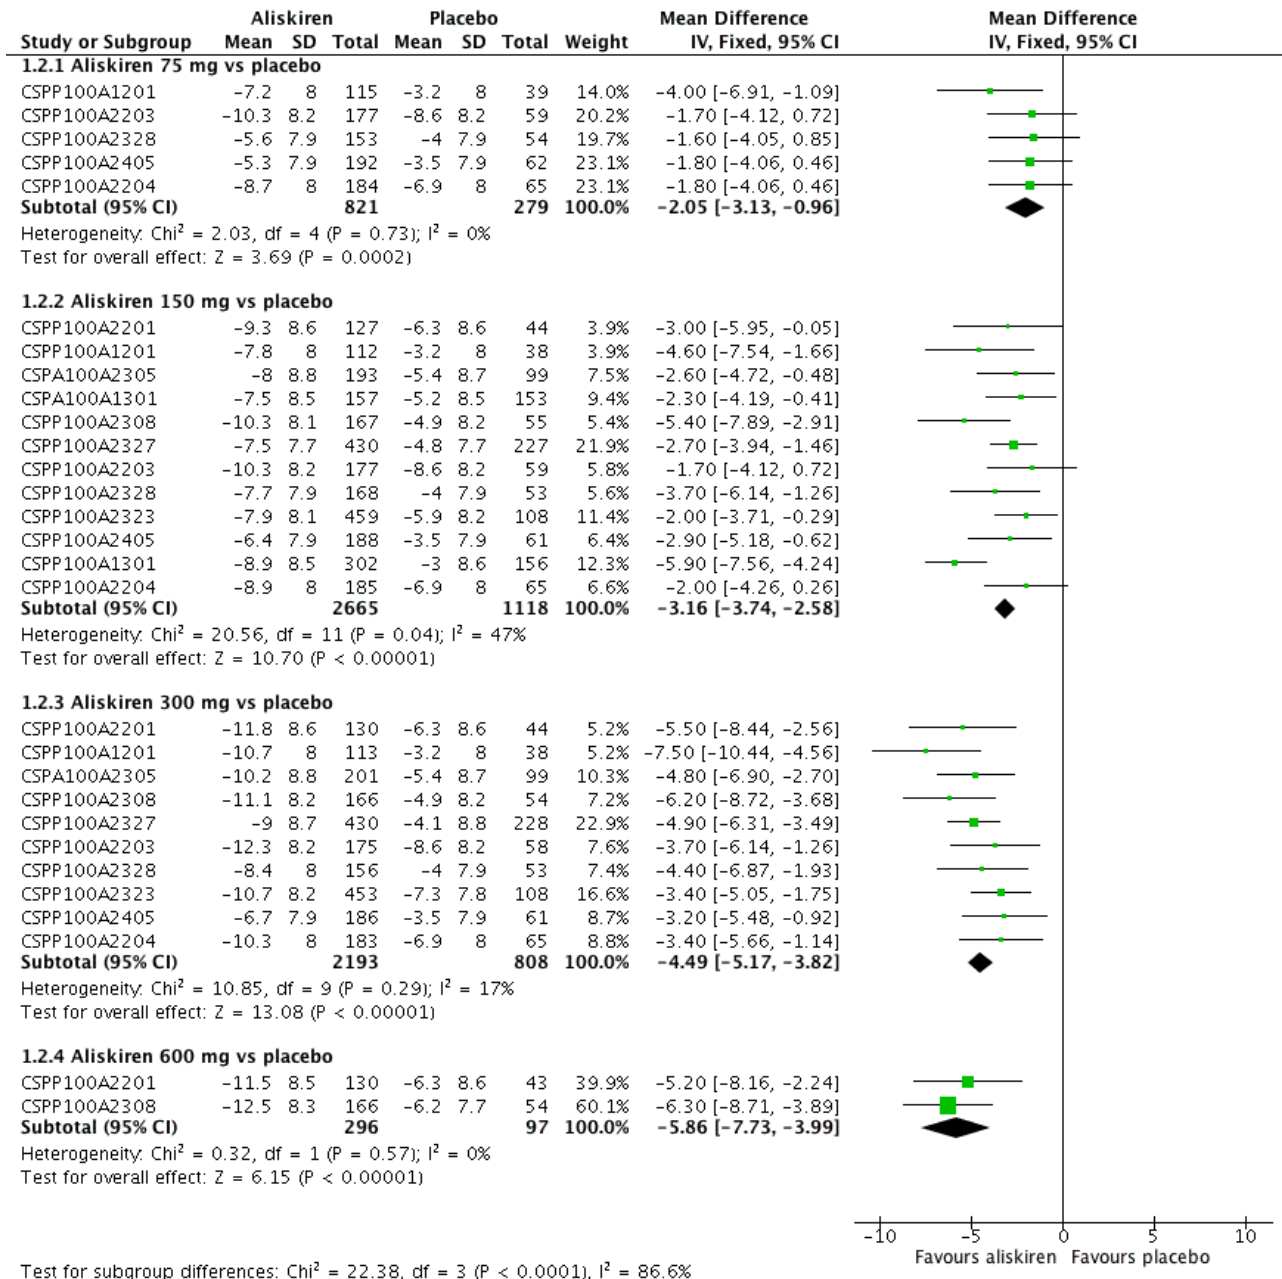 Aliskiren Placebo Mean Difference Mean Difference
Study or Subgroup Mean SD Total Mean SD Total Weight IV, Fixed, 95% CI IV, Fixed, 95% CI
1.2.1 Aliskiren 75 mg vs placebo
CSPP100A1201 −7.2 8 115 −3.2 8 39 14.0% −4.00 [−6.91, −1.09]
CSPP100A2203 −10.3 8.2 177 −8.6 8.2 59 20.2% −1.70 [−4.12, 0.72]
CSPP100A2328 −5.6 7.9 153 −4 7.9 54 19.7% −1.60 [−4.05, 0.85]
CSPP100A2405 −5.3 7.9 192 −3.5 7.9 62 23.1% −1.80 [−4.06, 0.46]
CSPP100A2204 −8.7 8 184 −6.9 8 65 23.1% −1.80 [−4.06, 0.46]
Subtotal (95% CI) 821 279 100.0% −2.05 [−3.13, −0.96]
Heterogeneity: Chi² = 2.03, df = 4 (P = 0.73); I² = 0%
Test for overall effect: Z = 3.69 (P = 0.0002)
1.2.2 Aliskiren 150 mg vs placebo
CSPP100A2201 −9.3 8.6 127 −6.3 8.6 44 3.9% −3.00 [−5.95, −0.05]
CSPP100A1201 −7.8 8 112 −3.2 8 38 3.9% −4.60 [−7.54, −1.66]
CSPA100A2305 −8 8.8 193 −5.4 8.7 99 7.5% −2.60 [−4.72, −0.48]
CSPA100A1301 −7.5 8.5 157 −5.2 8.5 153 9.4% −2.30 [−4.19, −0.41]
CSPP100A2308 −10.3 8.1 167 −4.9 8.2 55 5.4% −5.40 [−7.89, −2.91]
CSPP100A2327 −7.5 7.7 430 −4.8 7.7 227 21.9% −2.70 [−3.94, −1.46]
CSPP100A2203 −10.3 8.2 177 −8.6 8.2 59 5.8% −1.70 [−4.12, 0.72]
CSPP100A2328 −7.7 7.9 168 −4 7.9 53 5.6% −3.70 [−6.14, −1.26]
CSPP100A2323 −7.9 8.1 459 −5.9 8.2 108 11.4% −2.00 [−3.71, −0.29]
CSPP100A2405 −6.4 7.9 188 −3.5 7.9 61 6.4% −2.90 [−5.18, −0.62]
CSPP100A1301 −8.9 8.5 302 −3 8.6 156 12.3% −5.90 [−7.56, −4.24]
CSPP100A2204 −8.9 8 185 −6.9 8 65 6.6% −2.00 [−4.26, 0.26]
Subtotal (95% CI) 2665 1118 100.0% −3.16 [−3.74, −2.58]
Heterogeneity: Chi² = 20.56, df = 11 (P = 0.04); I² = 47%
Test for overall effect: Z = 10.70 (P < 0.00001)
1.2.3 Aliskiren 300 mg vs placebo
CSPP100A2201 −11.8 8.6 130 −6.3 8.6 44 5.2% −5.50 [−8.44, −2.56]
CSPP100A1201 −10.7 8 113 −3.2 8 38 5.2% −7.50 [−10.44, −4.56]
CSPA100A2305 −10.2 8.8 201 −5.4 8.7 99 10.3% −4.80 [−6.90, −2.70]
CSPP100A2308 −11.1 8.2 166 −4.9 8.2 54 7.2% −6.20 [−8.72, −3.68]
CSPP100A2327 −9 8.7 430 −4.1 8.8 228 22.9% −4.90 [−6.31, −3.49]
CSPP100A2203 −12.3 8.2 175 −8.6 8.2 58 7.6% −3.70 [−6.14, −1.26]
CSPP100A2328 −8.4 8 156 −4 7.9 53 7.4% −4.40 [−6.87, −1.93]
CSPP100A2323 −10.7 8.2 453 −7.3 7.8 108 16.6% −3.40 [−5.05, −1.75]
CSPP100A2405 −6.7 7.9 186 −3.5 7.9 61 8.7% −3.20 [−5.48, −0.92]
CSPP100A2204 −10.3 8 183 −6.9 8 65 8.8% −3.40 [−5.66, −1.14]
Subtotal (95% CI) 2193 808 100.0% −4.49 [−5.17, −3.82]
Heterogeneity: Chi² = 10.85, df = 9 (P = 0.29); I² = 17%
Test for overall effect: Z = 13.08 (P < 0.00001)
1.2.4 Aliskiren 600 mg vs placebo
CSPP100A2201 −11.5 8.5 130 −6.3 8.6 43 39.9% −5.20 [−8.16, −2.24]
CSPP100A2308 −12.5 8.3 166 −6.2 7.7 54 60.1% −6.30 [−8.71, −3.89]
Subtotal (95% CI) 296 97 100.0% −5.86 [−7.73, −3.99]
Heterogeneity: Chi² = 0.32, df = 1 (P = 0.57); I² = 0%
Test for overall effect: Z = 6.15 (P < 0.00001)
−10 −5 0 5 10
Favours aliskiren Favours placebo
Test for subgroup differences: Chi² = 22.38, df = 3 (P < 0.0001), I² = 86.6%